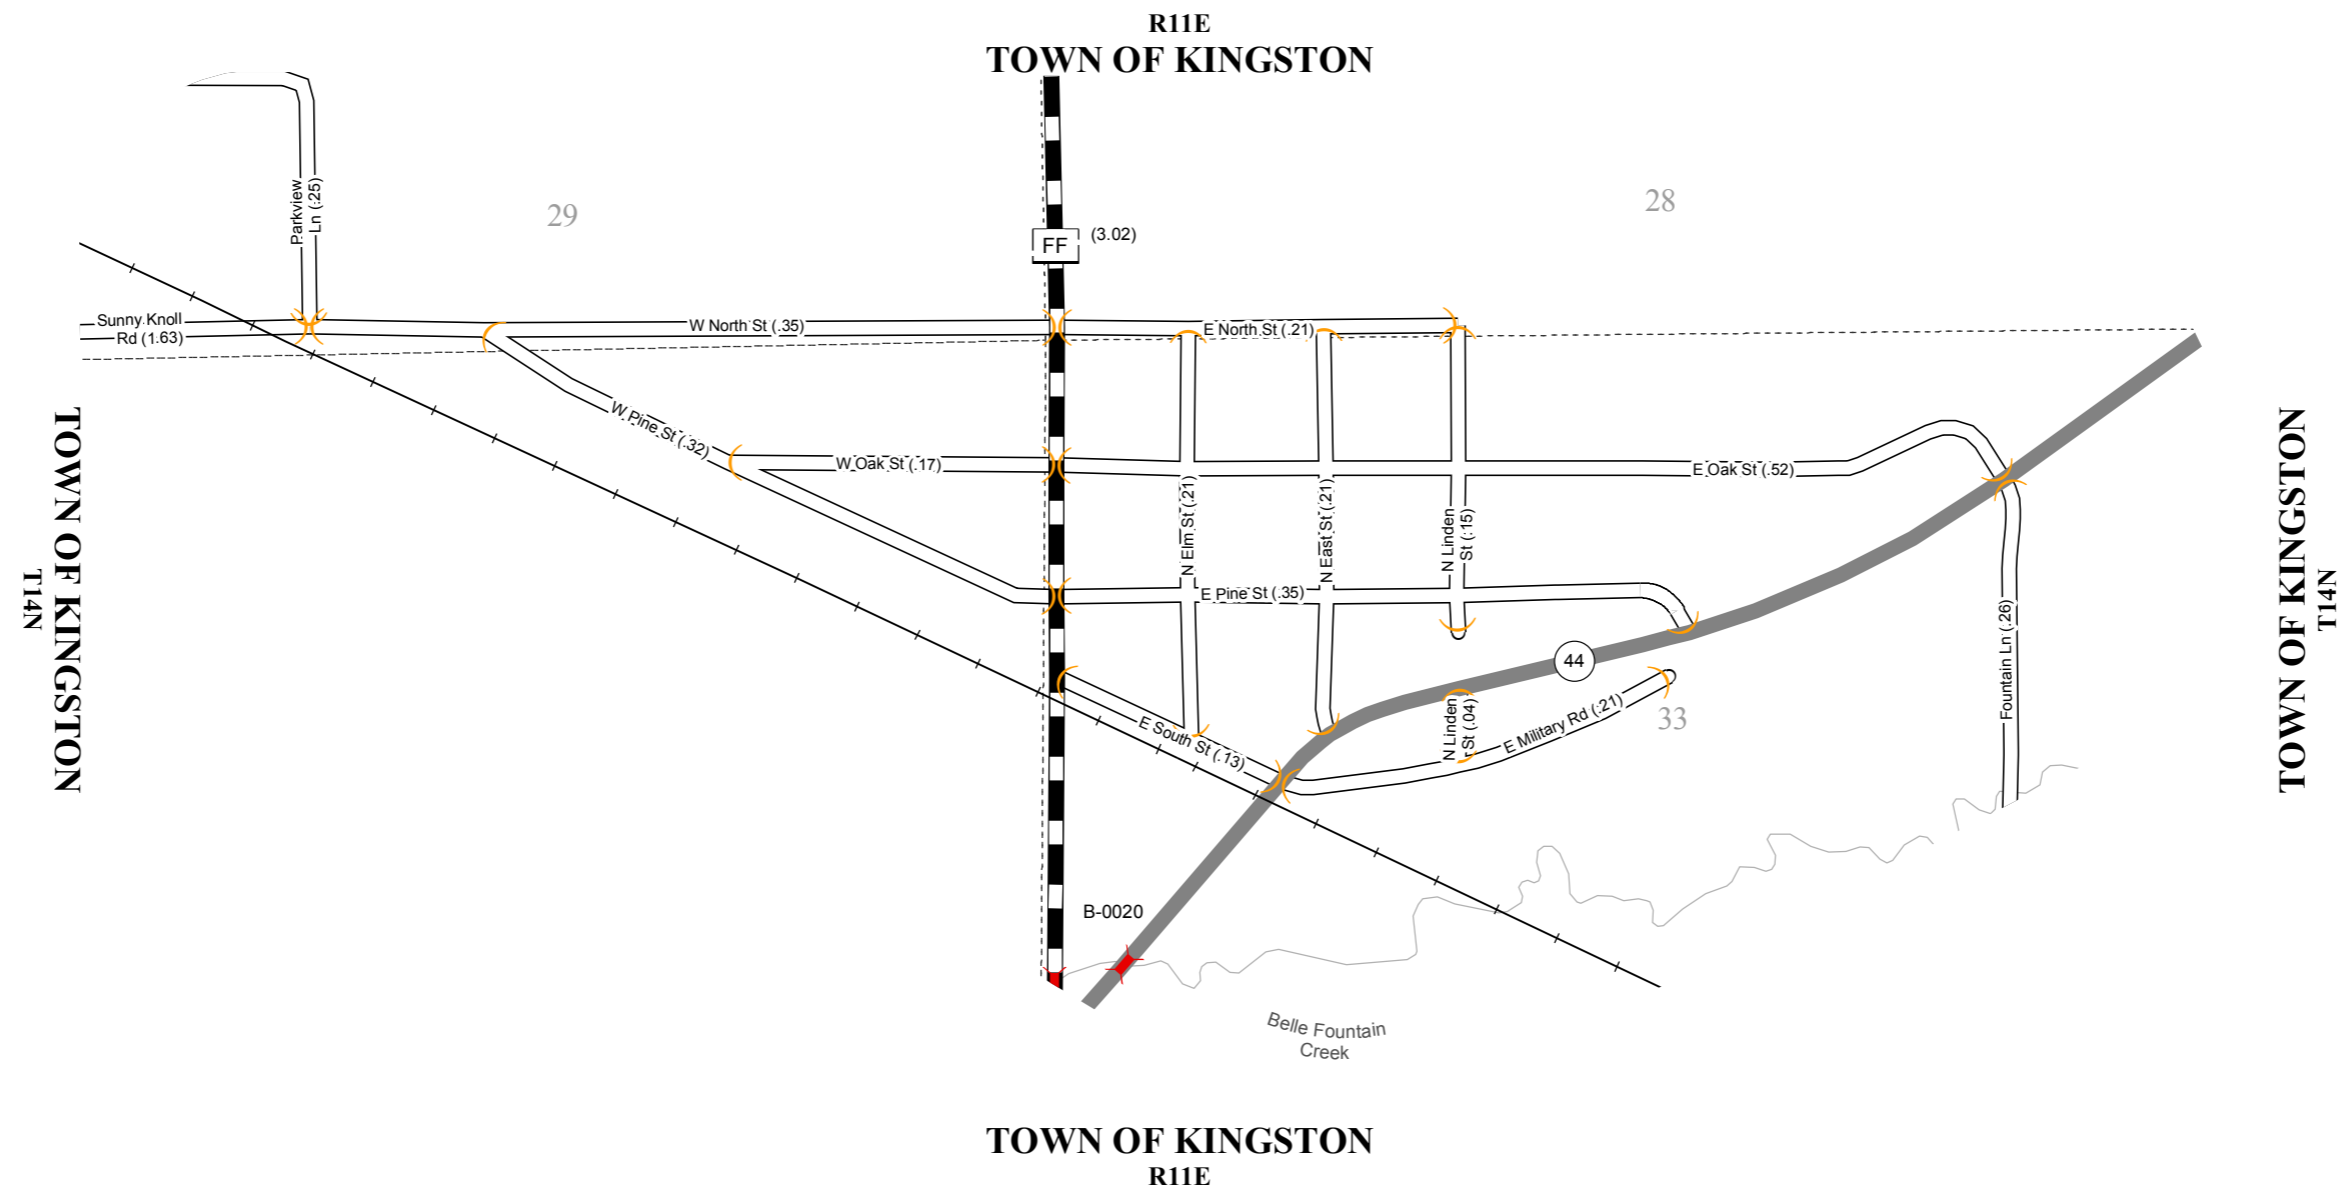 R11E
TOWN OF KINGSTON
29
28
FF
(3.02)
Parkview
Ln (.25)
Sunny Knoll
Rd (1.63)
W North St (.35)
E North St (.21)
W Pine St (.32)
W Oak St (.17)
E Oak St (.52)
N Elm St (.21)
N East St (.21)
N Linden
St (.15)
E Pine St (.35)
TOWN OF KINGSTON
T14N
TOWN OF KINGSTON
T14N
44
Fountain Ln (.26)
33
E South St (.13)
N Linden
St (.04)
E Military Rd (.21)
B-0020
Belle Fountain
Creek
TOWN OF KINGSTON
R11E